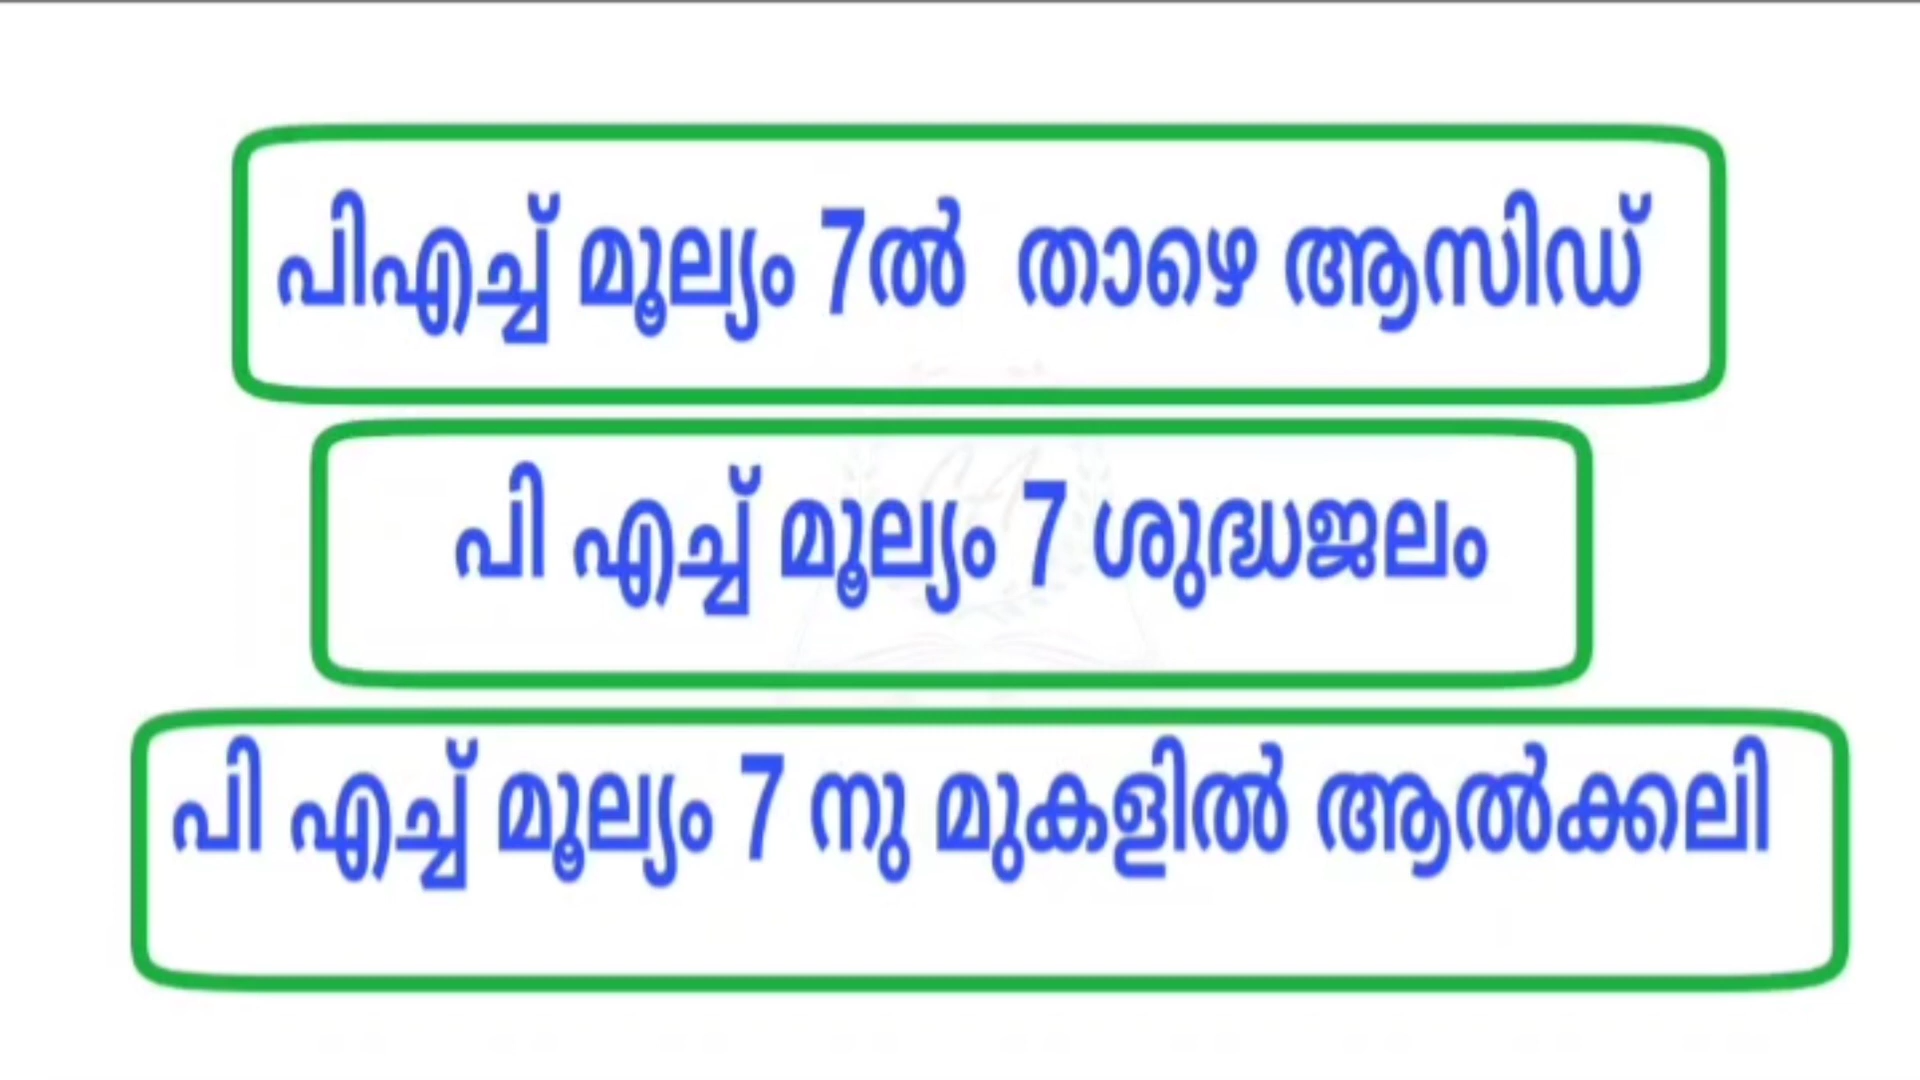 പിഎച്ച് മൂല്യം 7ൽ താഴെ ആസിഡ്
പി എച്ച് മൂല്യം 7 ശുദ്ധജലം
പി എച്ച് മൂല്യം 7 നു മുകളിൽ ആൽക്കലി